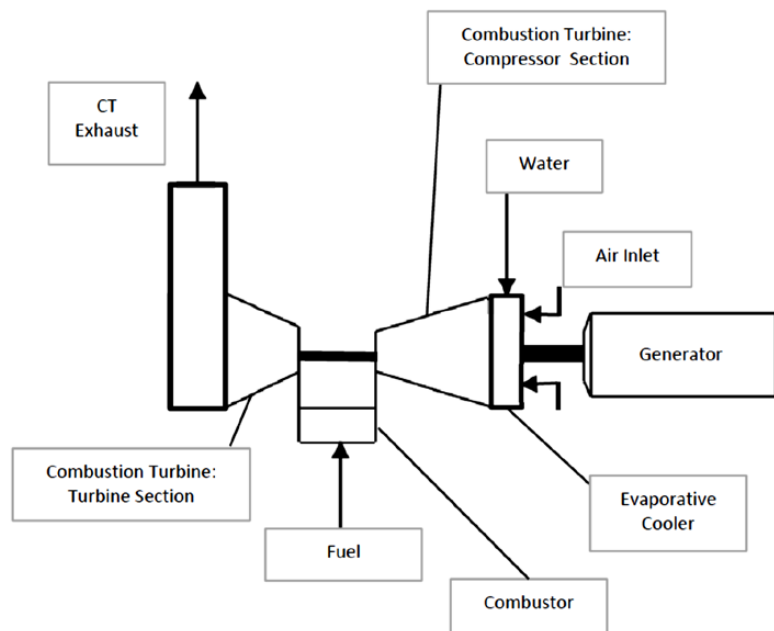 Combustion Turbine:
Compressor Section
CT
Exhaust
Water
Air Inlet
Generator
Combustion Turbine:
Turbine Section
Evaporative
Cooler
Fuel
Combustor